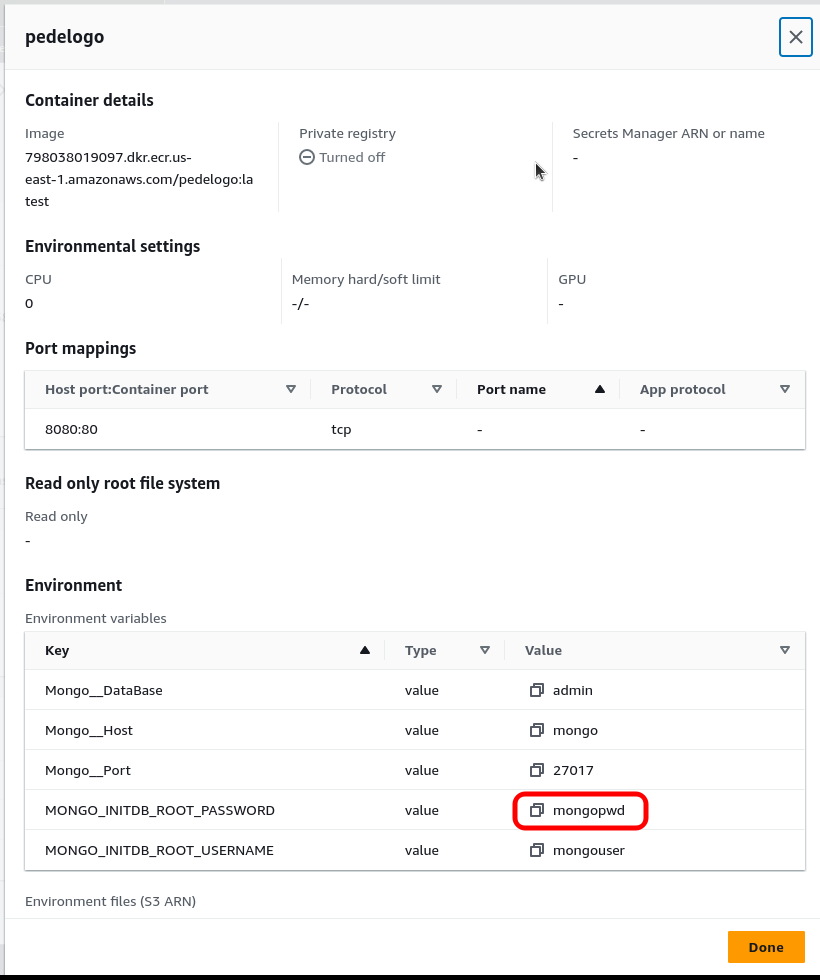 pedelogo
Container details
Image
798038019097.dkr.ecr.us-
east-1.amazonaws.com/pedelogo:la
test
Private registry
Turned off
Secrets Manager ARN or name
-
Environmental settings
CPU
0
Memory hard/soft limit
-/-
GPU
-
Port mappings
Host port:Container port Protocol Port name App protocol
8080:80 tcp - -
Read only root file system
Read only
-
Environment
Environment variables
Key Type Value
Mongo__DataBase value admin
Mongo__Host value mongo
Mongo__Port value 27017
MONGO_INITDB_ROOT_PASSWORD value mongopwd
MONGO_INITDB_ROOT_USERNAME value mongouser
Environment files (S3 ARN)
Done